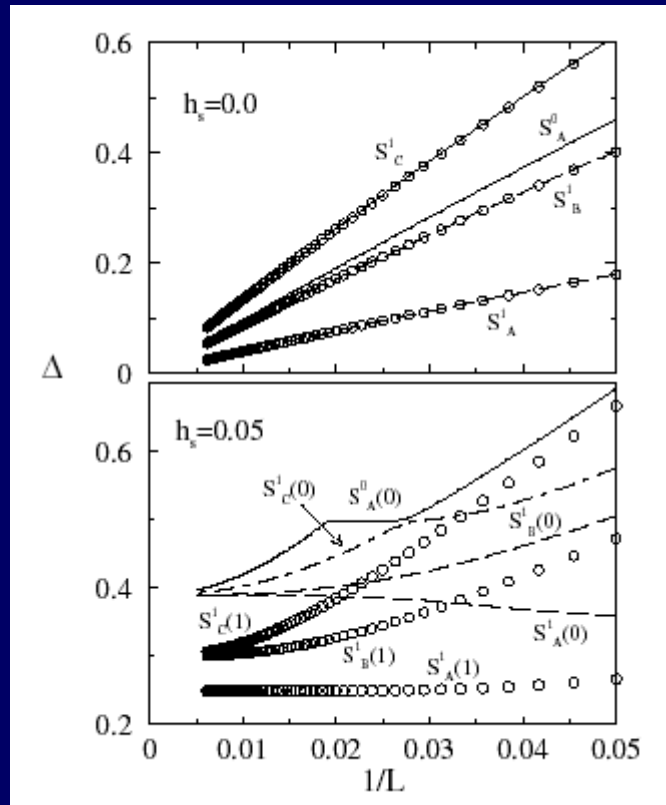 0.6
h_s=0.0
S^1_C
S^0_A
0.4
S^1_B
0.2
S^1_A
Δ
0
h_s=0.05
S^1_C(0)
S^0_A(0)
0.6
S^1_B(0)
0.4
S^1_C(1)
S^1_B(1)
S^1_A(1)
S^1_A(0)
0.2
0 0.01 0.02 0.03 0.04 0.05
1/L